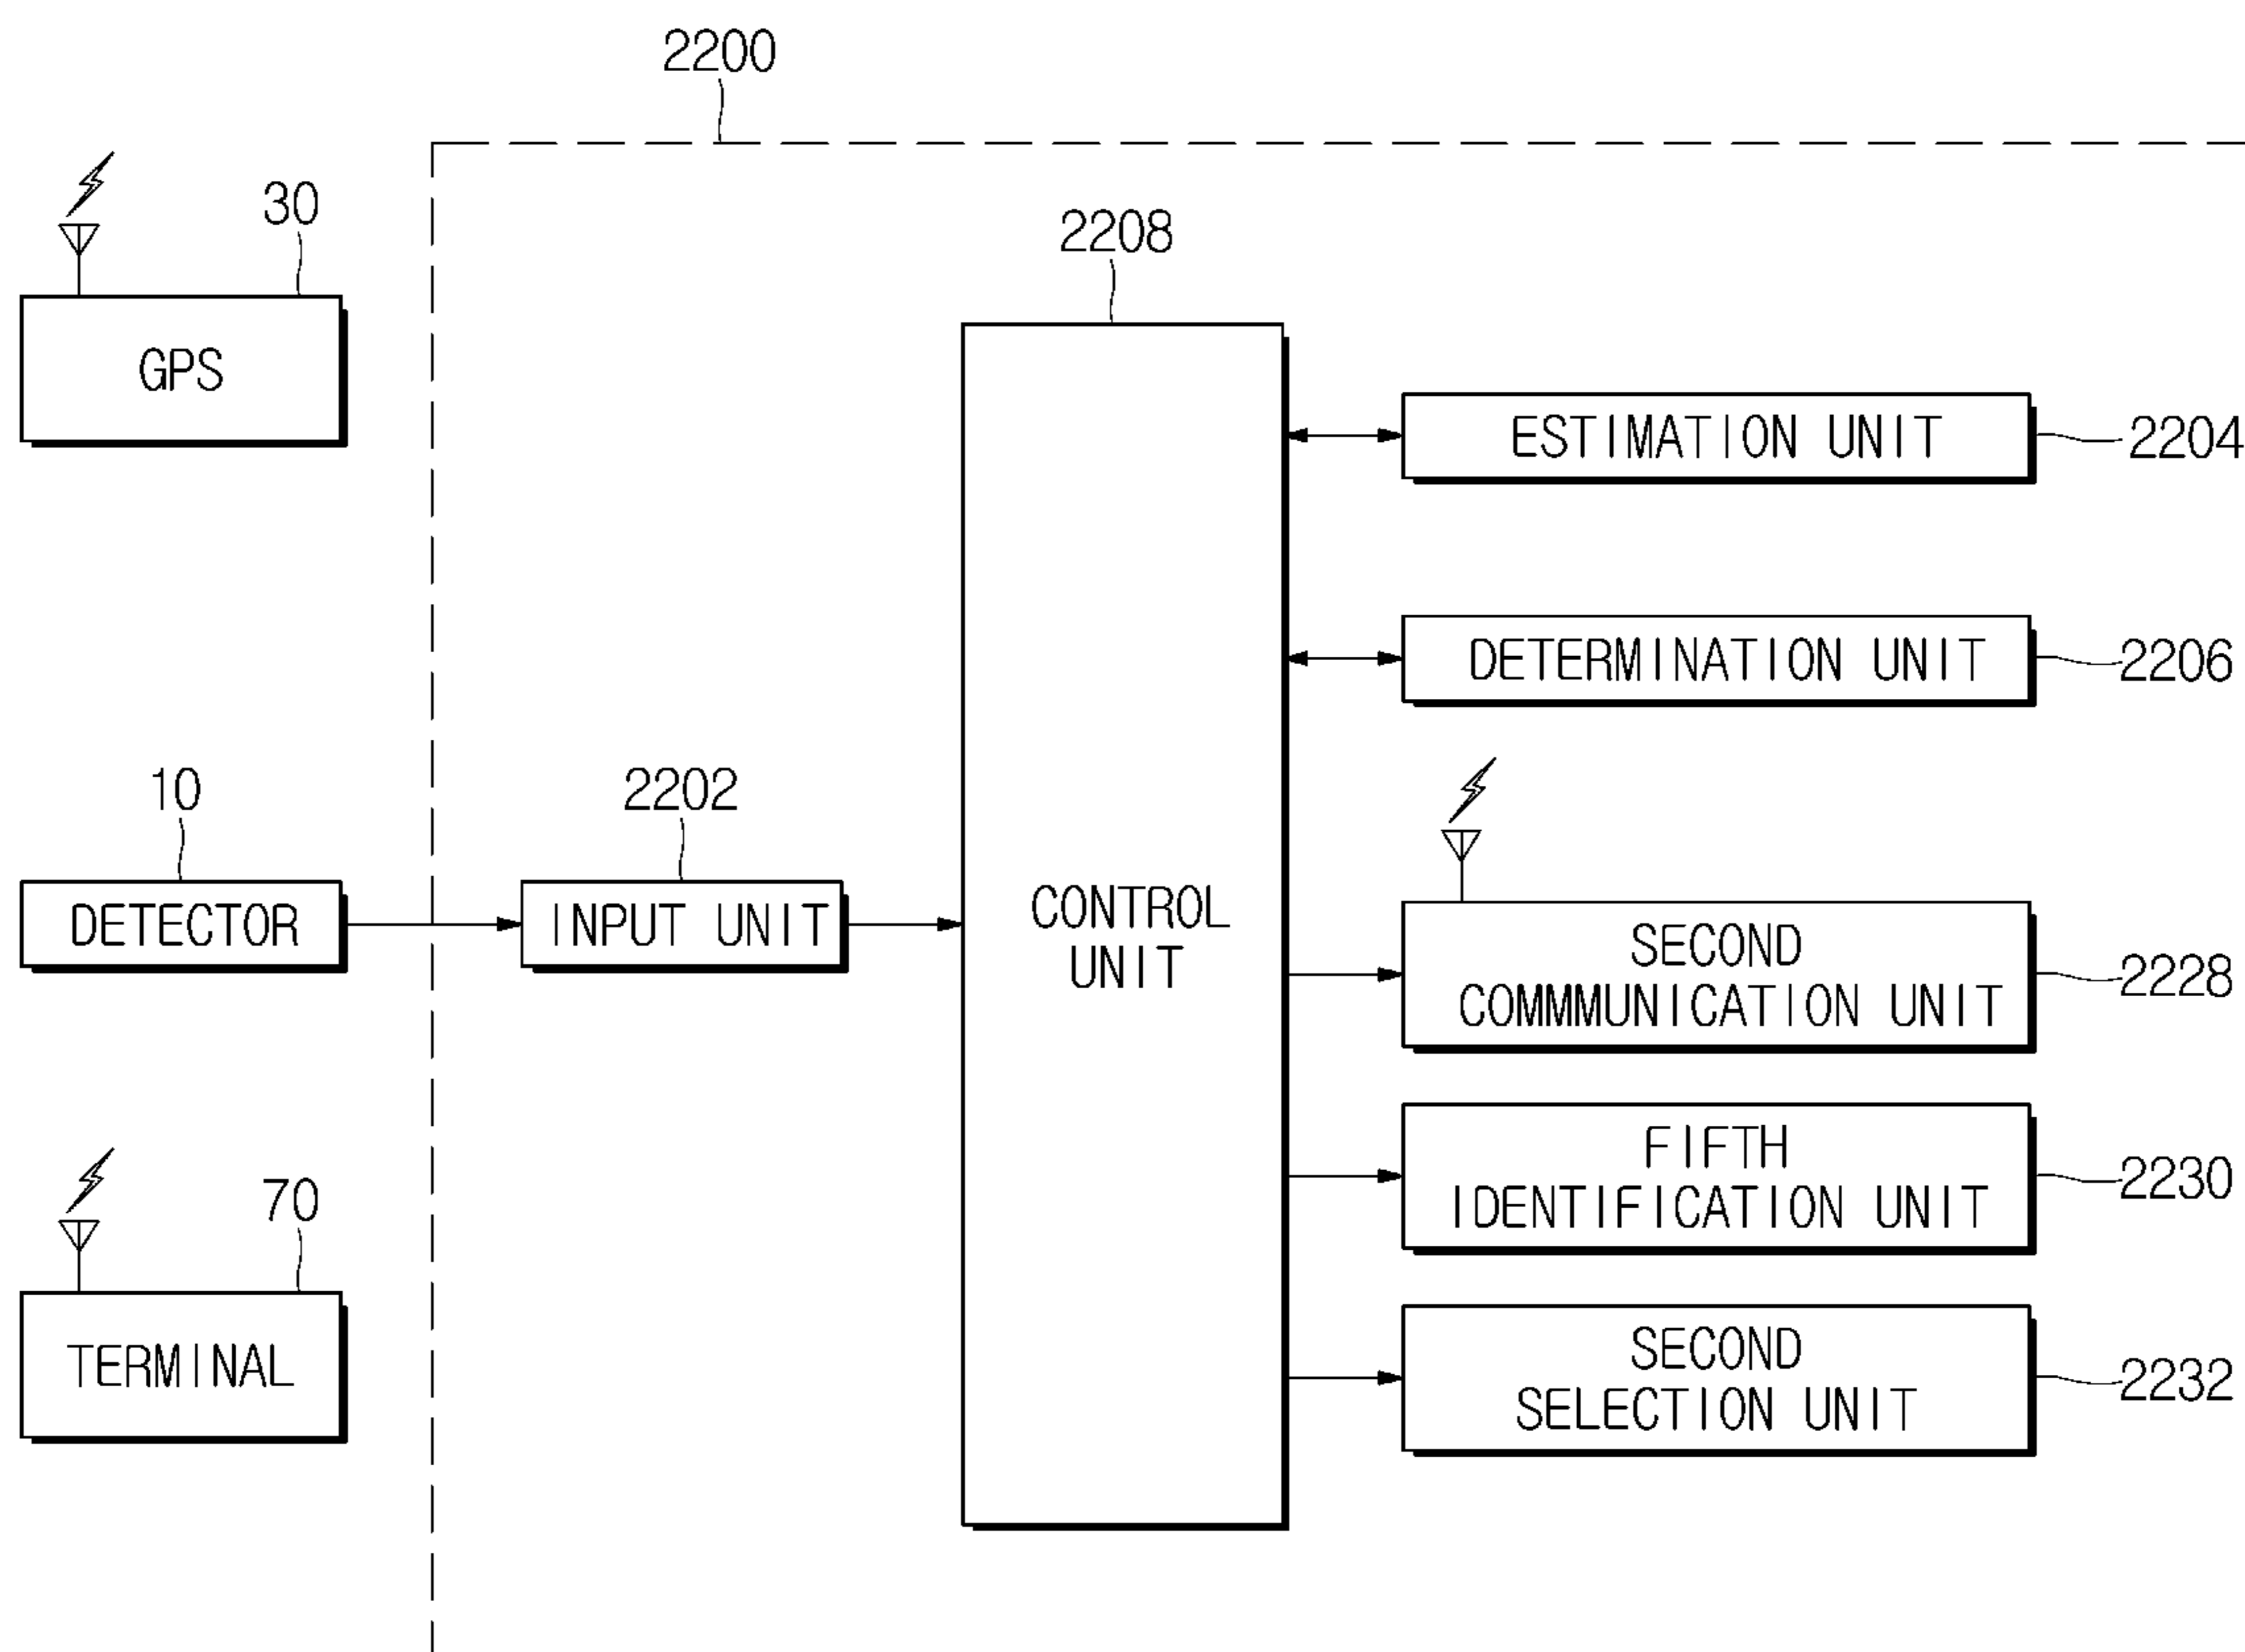 2200
30
GPS
2208
ESTIMATION UNIT
2204
DETERMINATION UNIT
2206
10
DETECTOR
2202
INPUT UNIT
CONTROL
UNIT
SECOND
COMMMUNICATION UNIT
2228
FIFTH
IDENTIFICATION UNIT
2230
70
TERMINAL
SECOND
SELECTION UNIT
2232